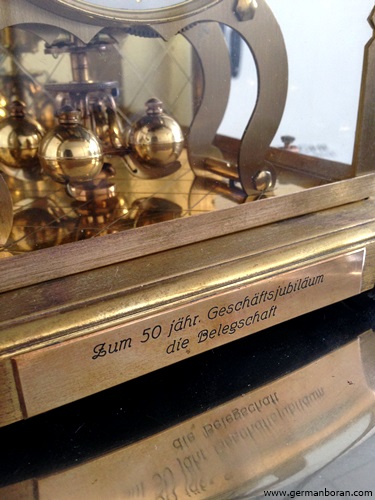 Zum 50 jähr. Geschäftsjubiläum
die Belegschaft
www.germanboran.com